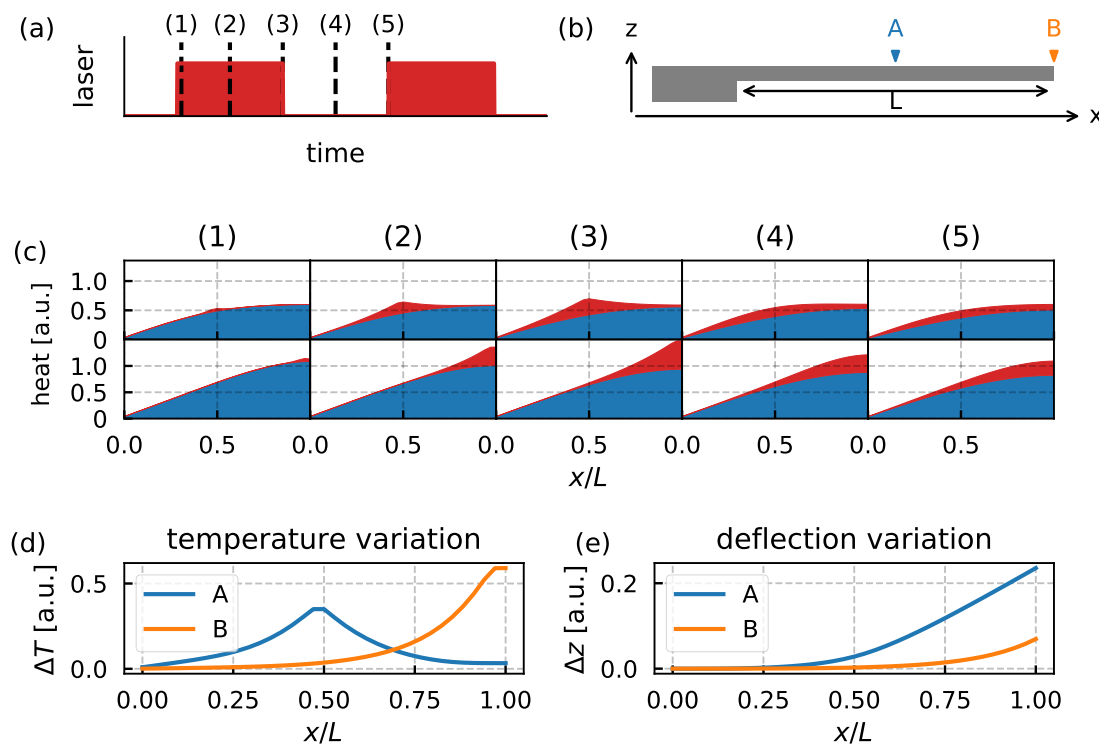 (a)
(1) (2) (3) (4) (5)
laser
time
(b)
z
A
B
L
x
(c)
(1) (2) (3) (4) (5)
heat [a.u.]
1.0
0.5
0
1.0
0.5
0
0.0 0.5 0.0 0.5 0.0 0.5 0.0 0.5 0.0 0.5
x/L
(d)
temperature variation
ΔT [a.u.]
0.5
0.0
A
B
0.00 0.25 0.50 0.75 1.00
x/L
(e)
deflection variation
Δz [a.u.]
0.2
0.0
A
B
0.00 0.25 0.50 0.75 1.00
x/L